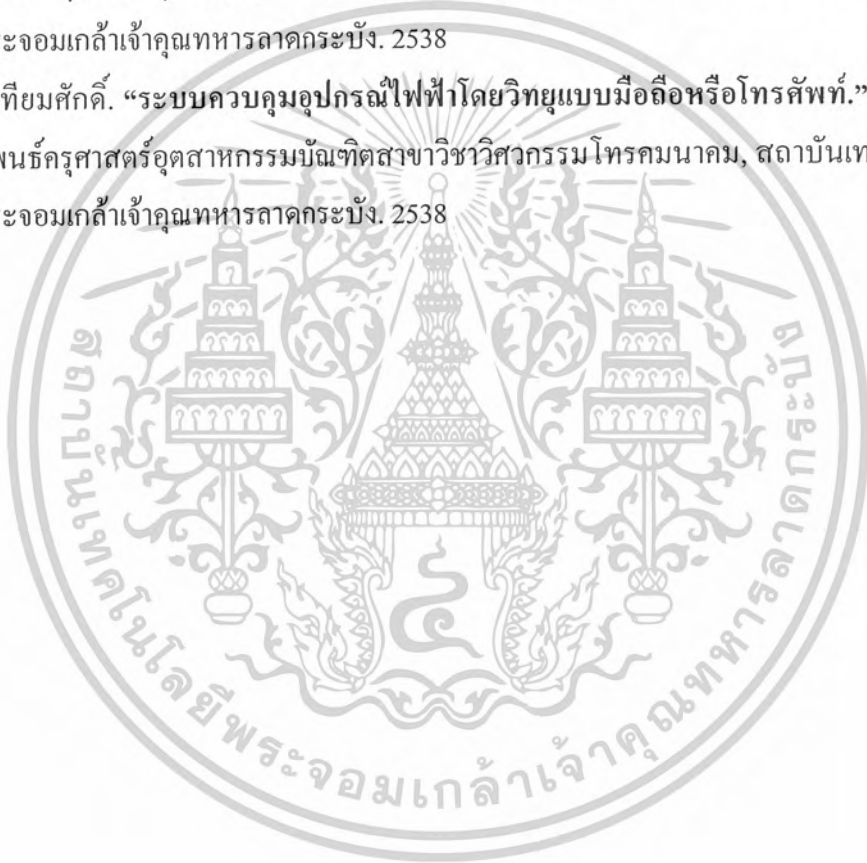 ะจอมเกล้าเจ้าคุณทหารลาดกระบัง. 2538
ทียมศักดิ์. “ระบบควบคุมอุปกรณ์ไฟฟ้าโดยวิทยุแบบมือถือหรือโทรศัพท์.”
พนธ์ครุศาสตร์อุตสาหกรรมบัณฑิตสาขาวิชาวิศวกรรมโทรคมนาคม, สถาบันเท
ะจอมเกล้าเจ้าคุณทหารลาดกระบัง. 2538
สถาบันเทคโนโลยีพระจอมเกล้าเจ้าคุณทหารลาดกระบัง
๔